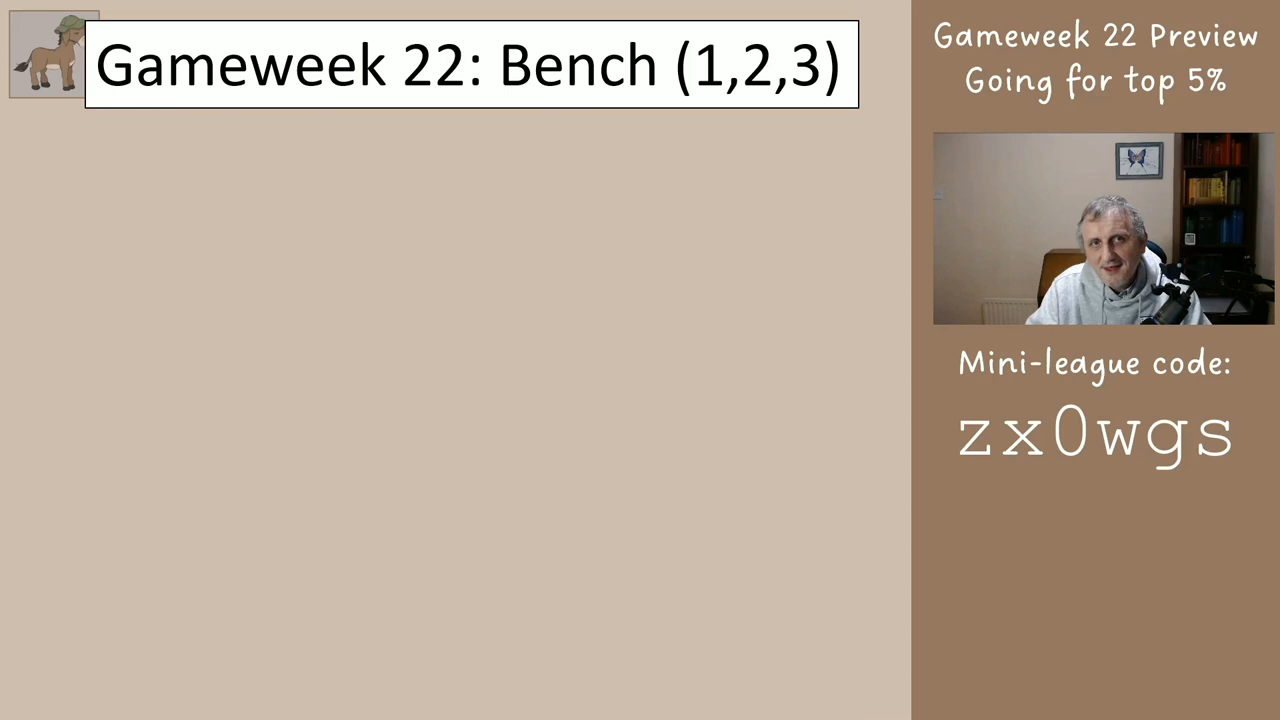 Gameweek 22: Bench (1,2,3)
Gameweek 22 Preview
Going for top 5%
Mini-league code:
zx0wgs